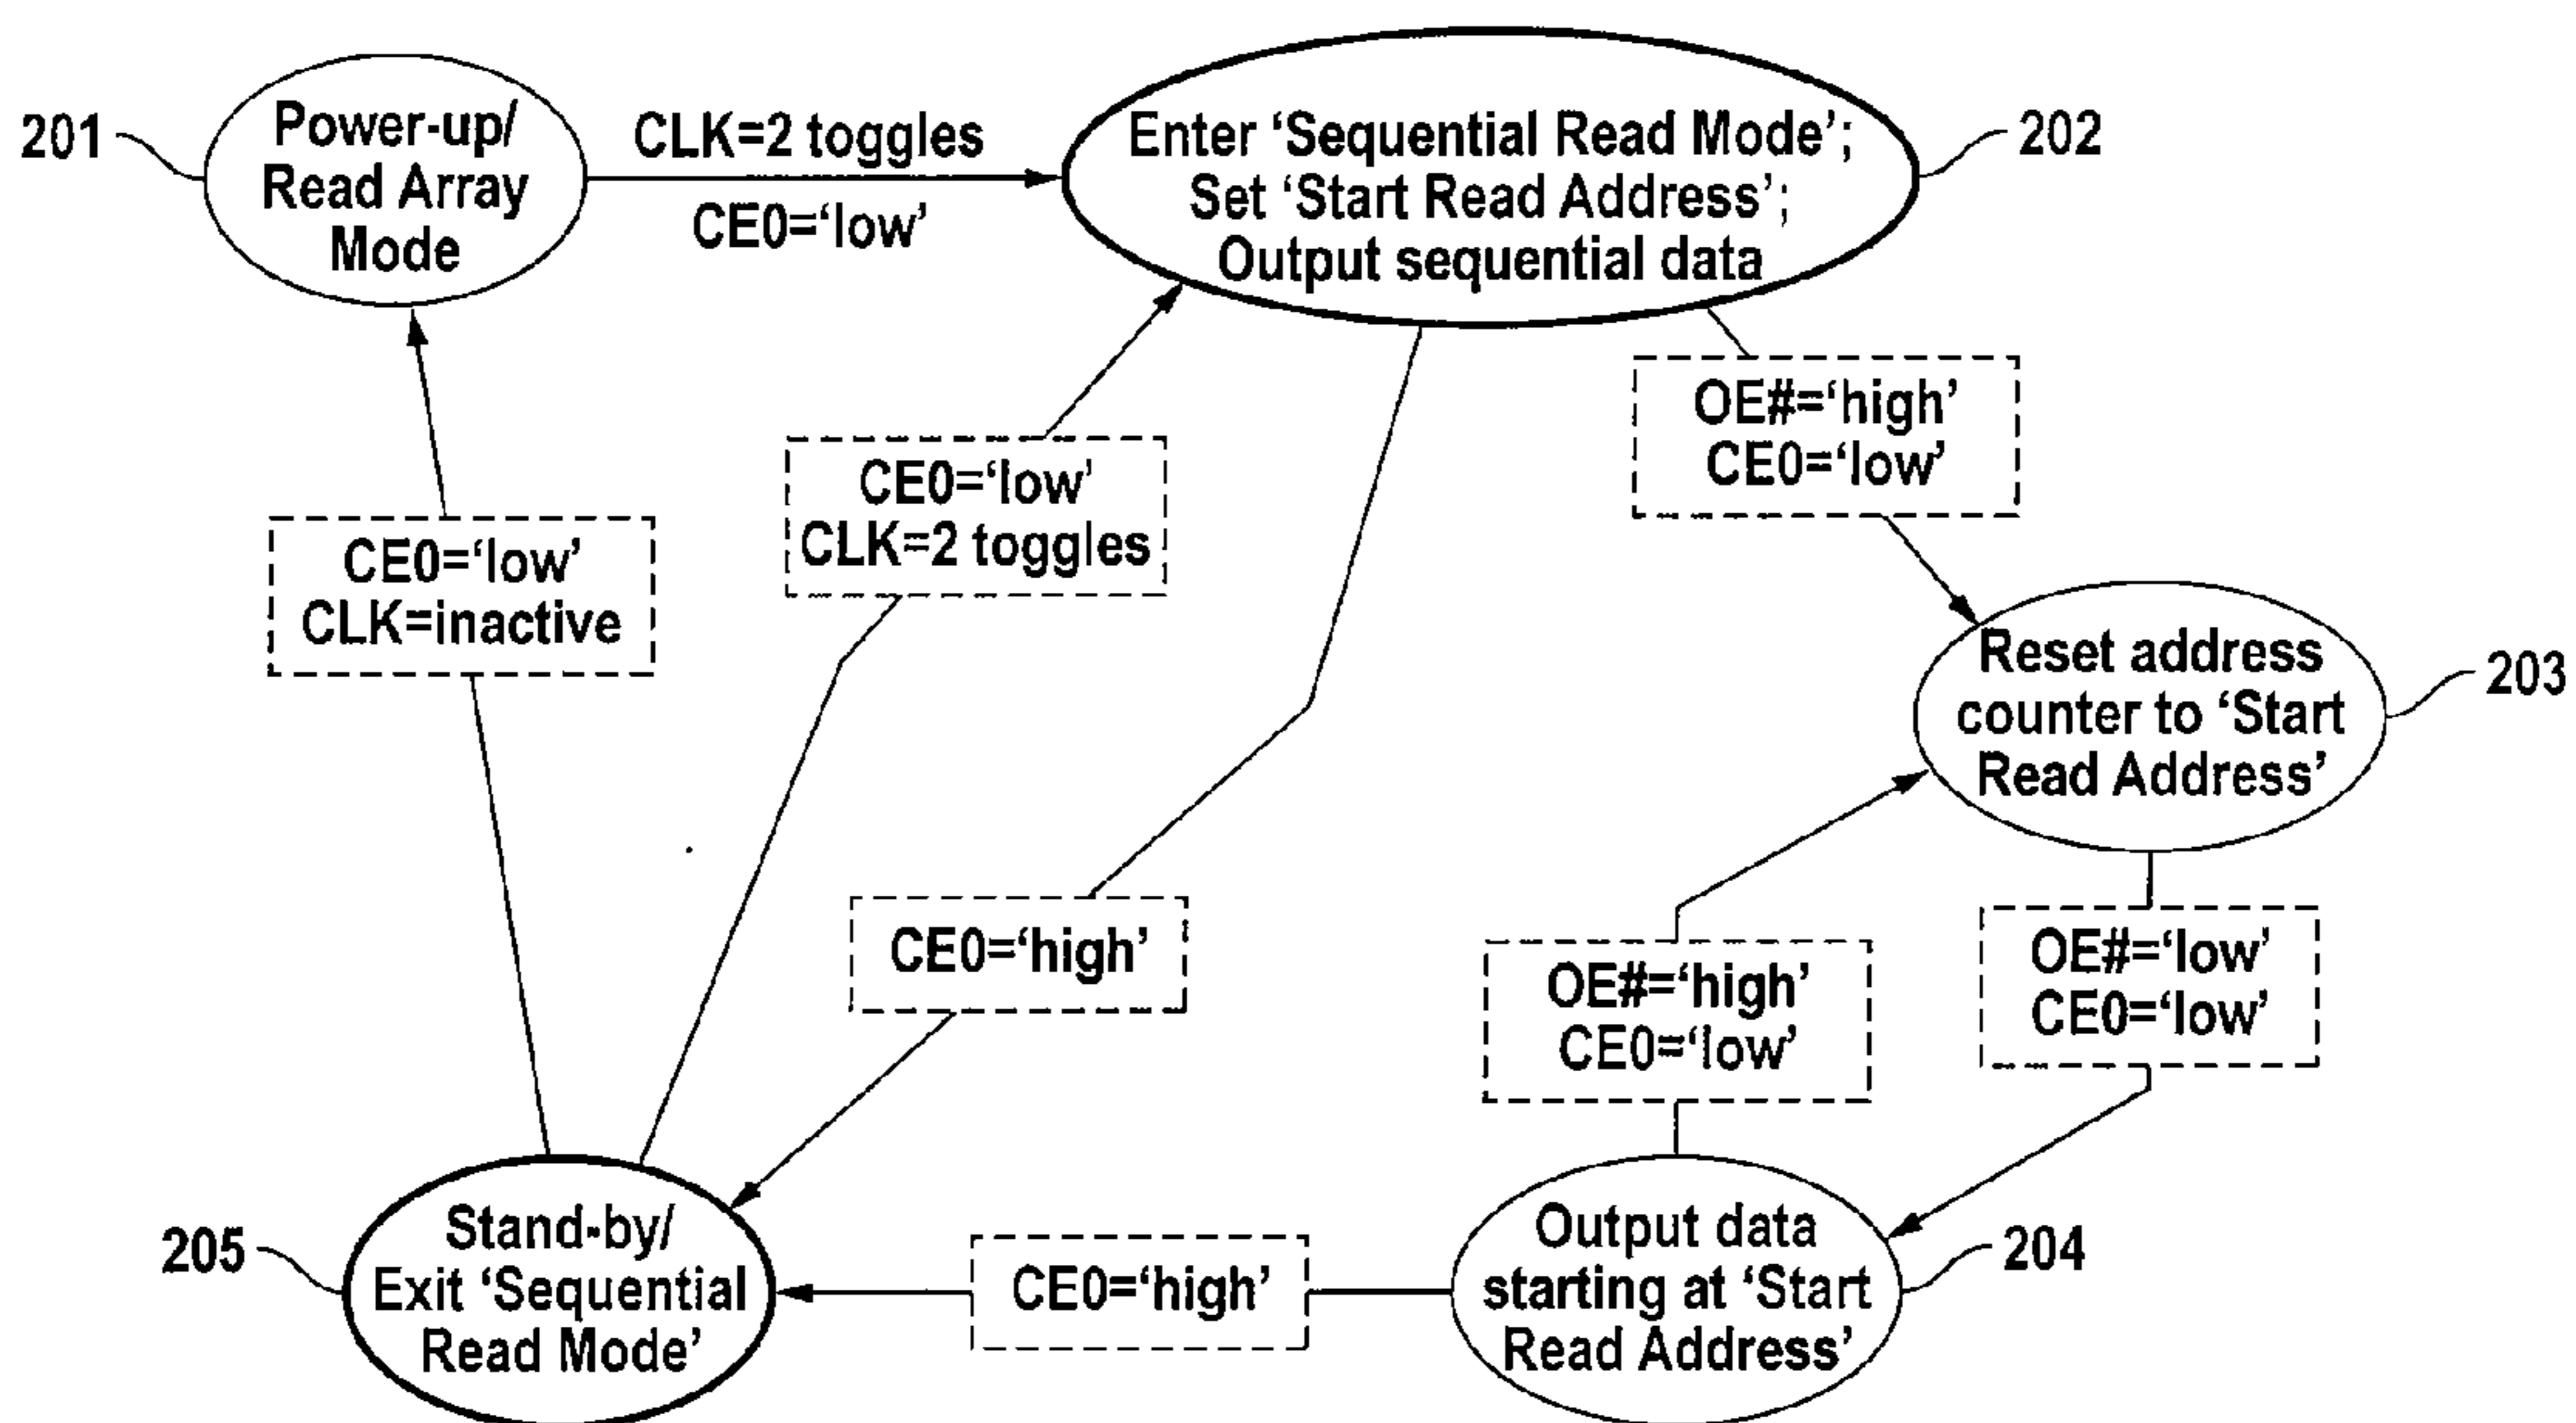 201
Power-up/
Read Array
Mode
CLK=2 toggles
CE0=‘low’
Enter ‘Sequential Read Mode’;
Set ‘Start Read Address’;
Output sequential data
202
CE0=‘low’
CLK=inactive
CE0=‘low’
CLK=2 toggles
OE#=‘high’
CE0=‘low’
Reset address
counter to ‘Start
Read Address’
203
CE0=‘high’
OE#=‘high’
CE0=‘low’
OE#=‘low’
CE0=‘low’
205
Stand-by/
Exit ‘Sequential
Read Mode’
CE0=‘high’
Output data
starting at ‘Start
Read Address’
204